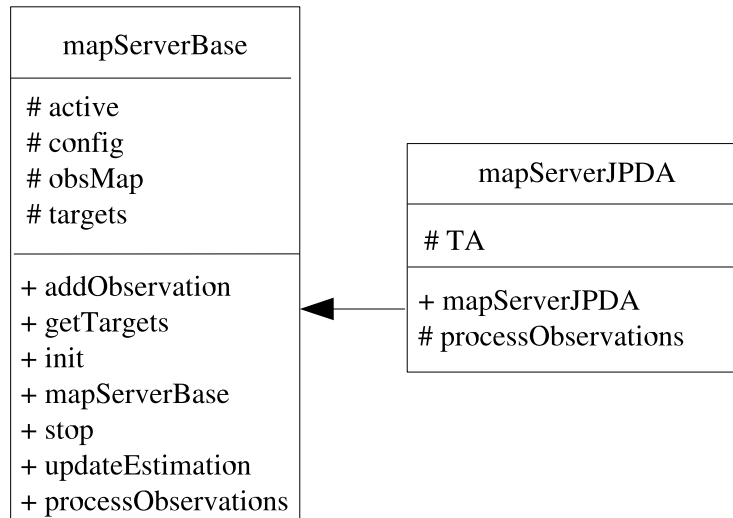 mapServerBase
# active
# config
# obsMap
# targets
+ addObservation
+ getTargets
+ init
+ mapServerBase
+ stop
+ updateEstimation
+ processObservations
mapServerJPDA
# TA
+ mapServerJPDA
# processObservations